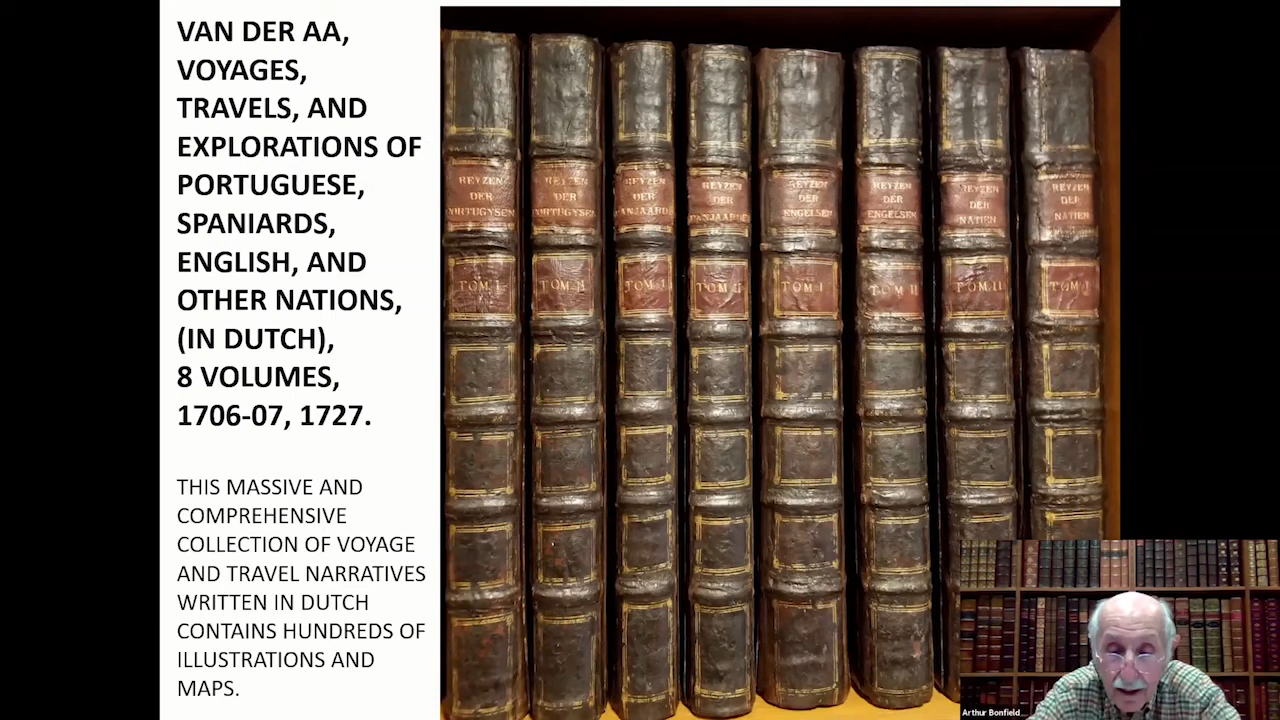 VAN DER AA,
VOYAGES,
TRAVELS, AND
EXPLORATIONS OF
PORTUGUESE,
SPANIARDS,
ENGLISH, AND
OTHER NATIONS,
(IN DUTCH),
8 VOLUMES,
1706-07, 1727.
THIS MASSIVE AND
COMPREHENSIVE
COLLECTION OF VOYAGE
AND TRAVEL NARRATIVES
WRITTEN IN DUTCH
CONTAINS HUNDREDS OF
ILLUSTRATIONS AND
MAPS.
REYZEN
DER
PORTUGYSEN
TOM I
REYZEN
DER
PORTUGYSEN
TOM II
REYZEN
DER
TOM I
REYZEN
DER
TOM II
REYZEN
DER
ENGELSEN
TOM I
REYZEN
DER
ENGELSEN
TOM II
REYZEN
DER
NATIEN
TOM II
REYZEN
DER
NATIEN
TOM I
Arthur Bonfield